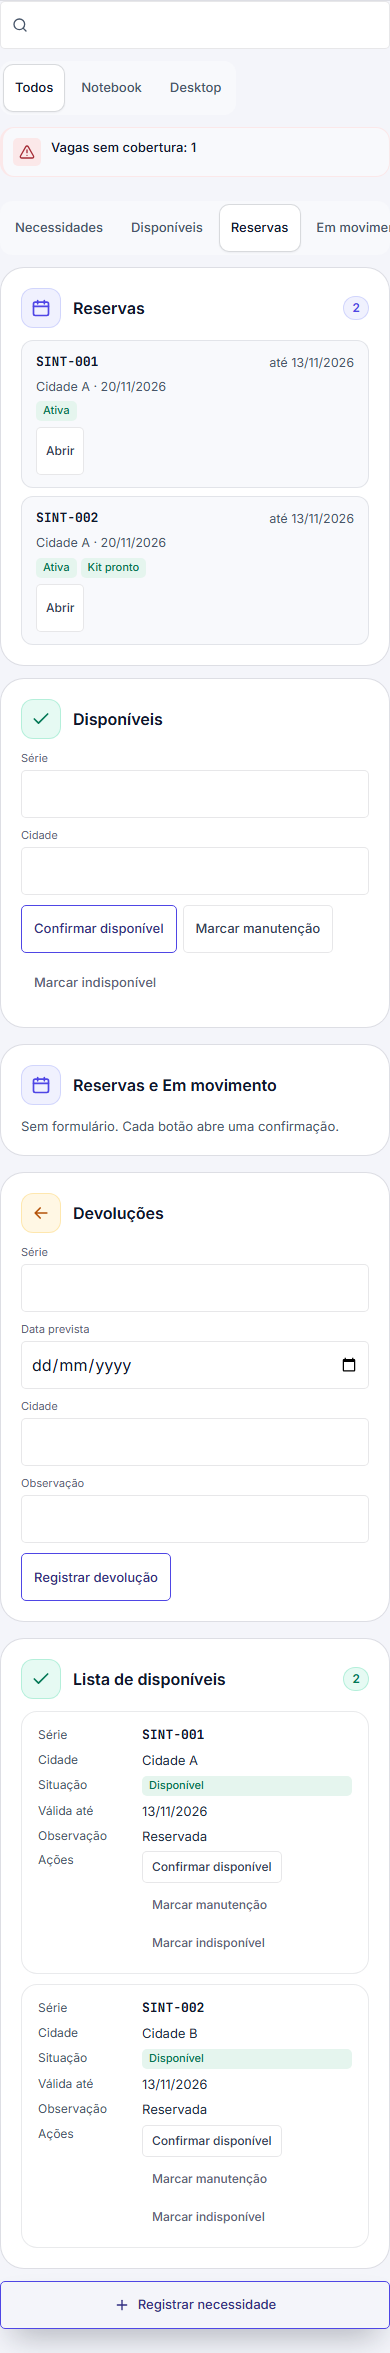 Todos Notebook Desktop
Vagas sem cobertura: 1
Necessidades Disponíveis Reservas Em movime
Reservas 2
SINT-001 até 13/11/2026
Cidade A · 20/11/2026
Ativa
Abrir
SINT-002 até 13/11/2026
Cidade A · 20/11/2026
Ativa Kit pronto
Abrir
Disponíveis
Série
Cidade
Confirmar disponível Marcar manutenção
Marcar indisponível
Reservas e Em movimento
Sem formulário. Cada botão abre uma confirmação.
Devoluções
Série
Data prevista
dd/mm/yyyy
Cidade
Observação
Registrar devolução
Lista de disponíveis 2
Série SINT-001
Cidade Cidade A
Situação Disponível
Válida até 13/11/2026
Observação Reservada
Ações Confirmar disponível
Marcar manutenção
Marcar indisponível
Série SINT-002
Cidade Cidade B
Situação Disponível
Válida até 13/11/2026
Observação Reservada
Ações Confirmar disponível
Marcar manutenção
Marcar indisponível
+ Registrar necessidade